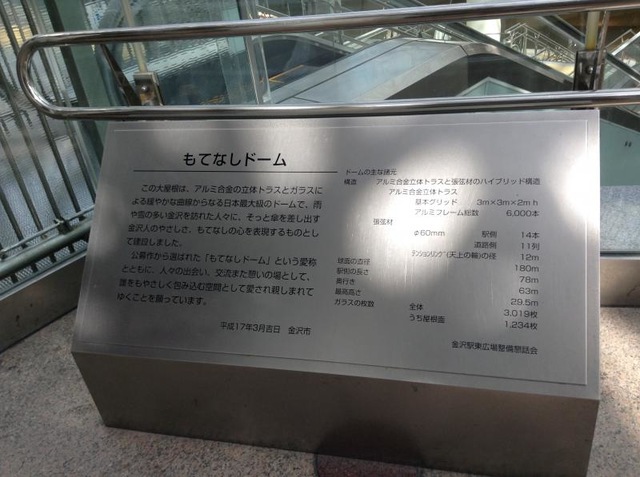 もてなしドーム
この大屋根は、アルミ合金の立体トラスとガラスに
よる緩やかな曲線からなる日本最大級のドームで、雨
や雪の多い金沢を訪れた人々に、そっと傘を差し出す
金沢人のやさしさ、もてなしの心を表現するものとし
て建設しました。
公募作から選ばれた「もてなしドーム」という愛称
とともに、人々の出会い、交流また憩いの場として、
誰をもやさしく包み込む空間として愛され親しまれて
ゆくことを願っています。
平成17年3月吉日 金沢市
ドームの主な諸元
構造 アルミ合金立体トラスと張弦材のハイブリッド構造
アルミ合金立体トラス
基本グリッド 3m×3m×2mh
アルミフレーム総数 6,000本
張弦材
φ60mm 駅側 14本
道路側 11列
テンションリング(天上の輪)の径 12m
球面の直径 180m
駅側の長さ 78m
奥行き 63m
最高高さ 29.5m
ガラスの枚数 全体 3,019枚
うち屋根面 1,234枚
金沢駅東広場整備懇話会